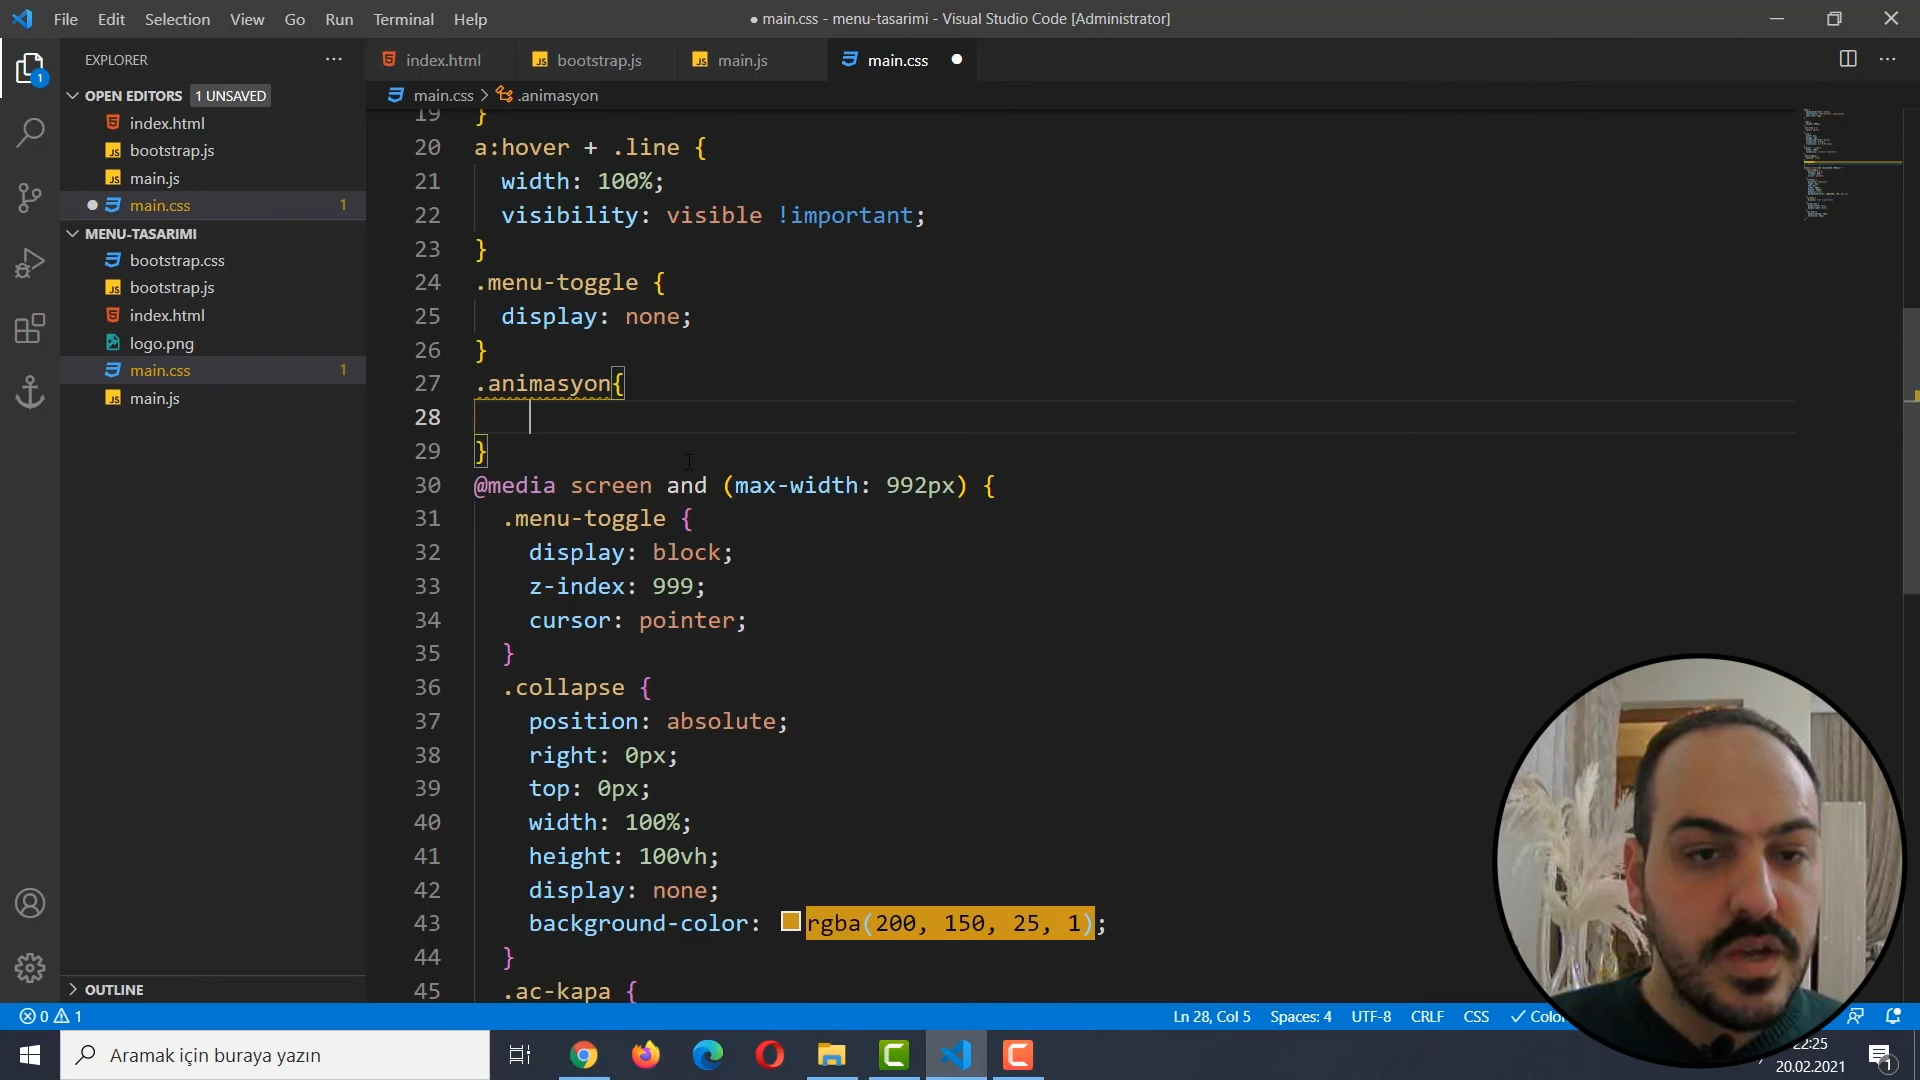 File Edit Selection View Go Run Terminal Help
● main.css - menu-tasarimi - Visual Studio Code [Administrator]
EXPLORER
index.html bootstrap.js main.js main.css
OPEN EDITORS 1 UNSAVED
main.css > .animasyon
index.html
bootstrap.js
main.js
main.css 1
MENU-TASARIMI
bootstrap.css
bootstrap.js
index.html
logo.png
main.css 1
main.js
OUTLINE
19 }
20 a:hover + .line {
21 width: 100%;
22 visibility: visible !important;
23 }
24 .menu-toggle {
25 display: none;
26 }
27 .animasyon{
28
29 }
30 @media screen and (max-width: 992px) {
31 .menu-toggle {
32 display: block;
33 z-index: 999;
34 cursor: pointer;
35 }
36 .collapse {
37 position: absolute;
38 right: 0px;
39 top: 0px;
40 width: 100%;
41 height: 100vh;
42 display: none;
43 background-color: rgba(200, 150, 25, 1);
44 }
45 .ac-kapa {
0 1 Ln 28, Col 5 Spaces: 4 UTF-8 CRLF CSS
Aramak için buraya yazın
22:25
20.02.2021
1